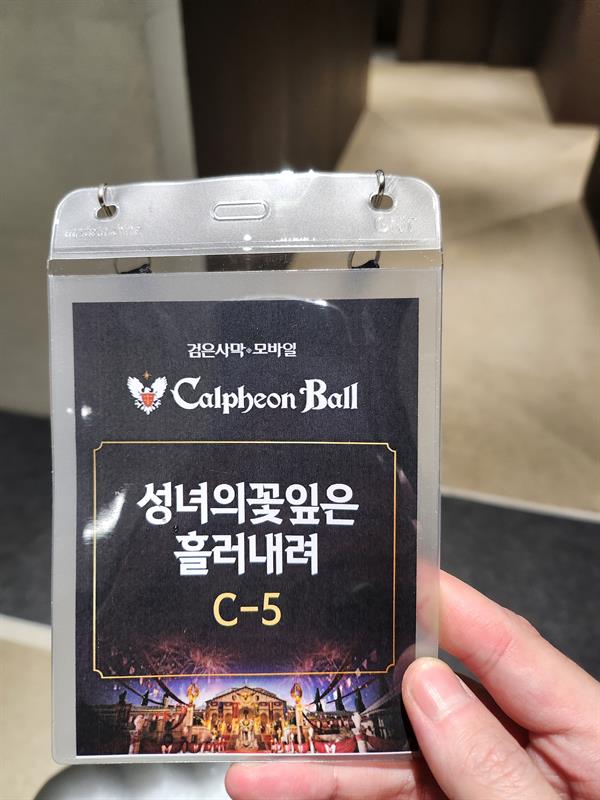 GNT
검은사막 모바일
Calpheon Ball
성녀의꽃잎은
흘러내려
C-5